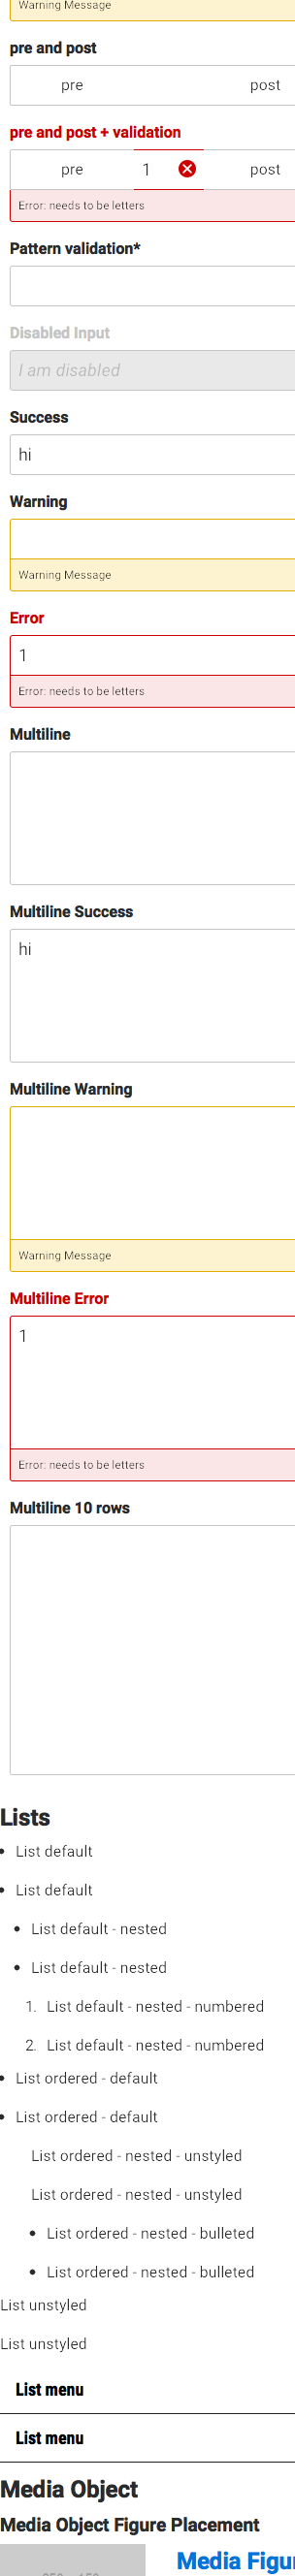 Warning Message
pre and post
pre post
pre and post + validation
pre 1 post
Error: needs to be letters
Pattern validation*
Disabled Input
I am disabled
Success
hi
Warning
Warning Message
Error
1
Error: needs to be letters
Multiline
Multiline Success
hi
Multiline Warning
Warning Message
Multiline Error
1
Error: needs to be letters
Multiline 10 rows
Lists
• List default
• List default
• List default - nested
• List default - nested
1. List default - nested - numbered
2. List default - nested - numbered
• List ordered - default
• List ordered - default
List ordered - nested - unstyled
List ordered - nested - unstyled
• List ordered - nested - bulleted
• List ordered - nested - bulleted
List unstyled
List unstyled
List menu
List menu
Media Object
Media Object Figure Placement
Media Figu